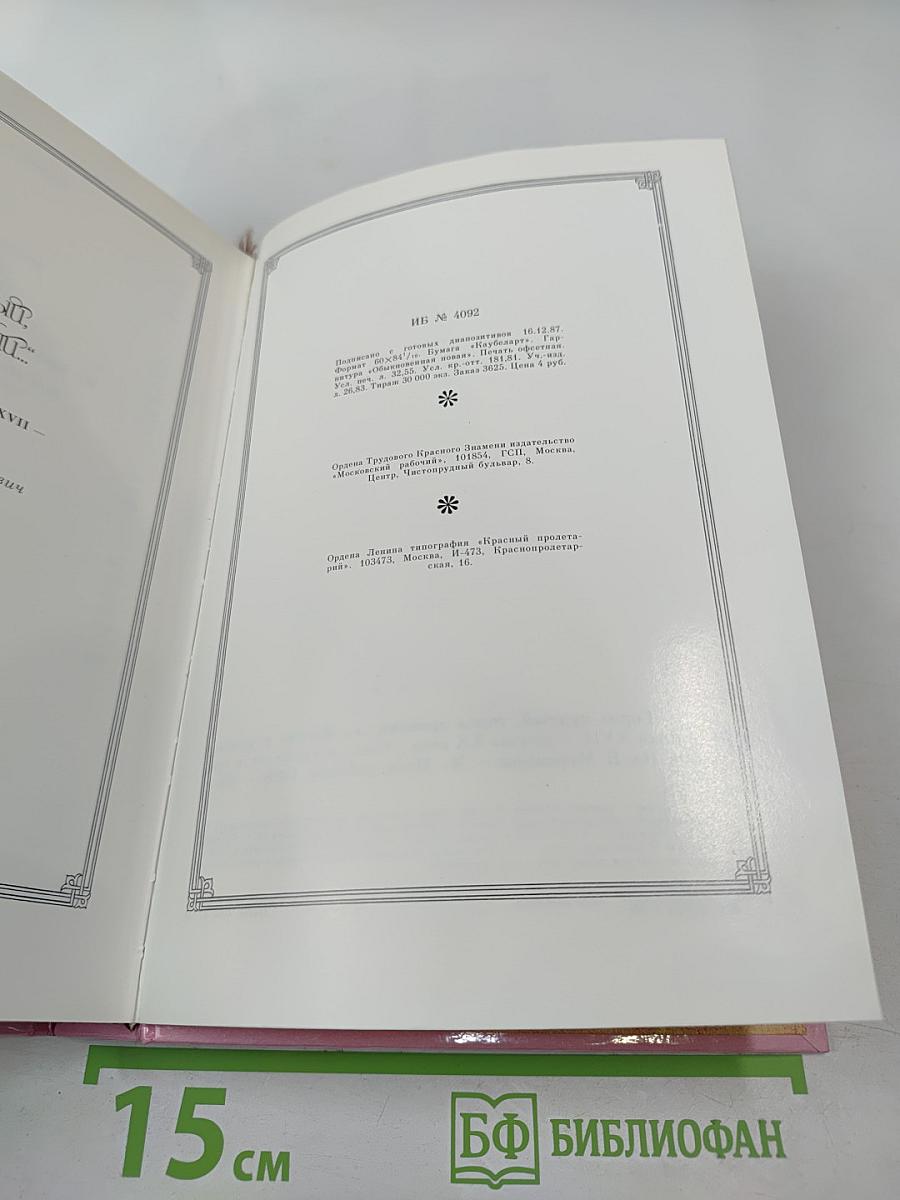 ый,
ый..."
XVII —
вич
ИБ № 4092
Подписано с готовых диапозитивов 16.12.87.
Формат 60×84¹/₁₆. Бумага «Каубеларт». Гар-
нитура «Обыкновенная новая». Печать офсетная.
Усл. печ. л. 32,55. Усл. кр.-отт. 181,81. Уч.-изд.
л. 26,83. Тираж 30 000 экз. Заказ 3625. Цена 4 руб.
Ордена Трудового Красного Знамени издательство
«Московский рабочий», 101854, ГСП, Москва,
Центр, Чистопрудный бульвар, 8.
Ордена Ленина типография «Красный пролета-
рий». 103473, Москва, И-473, Краснопролетар-
ская, 16.
15 см
БФ БИБЛИОФАН